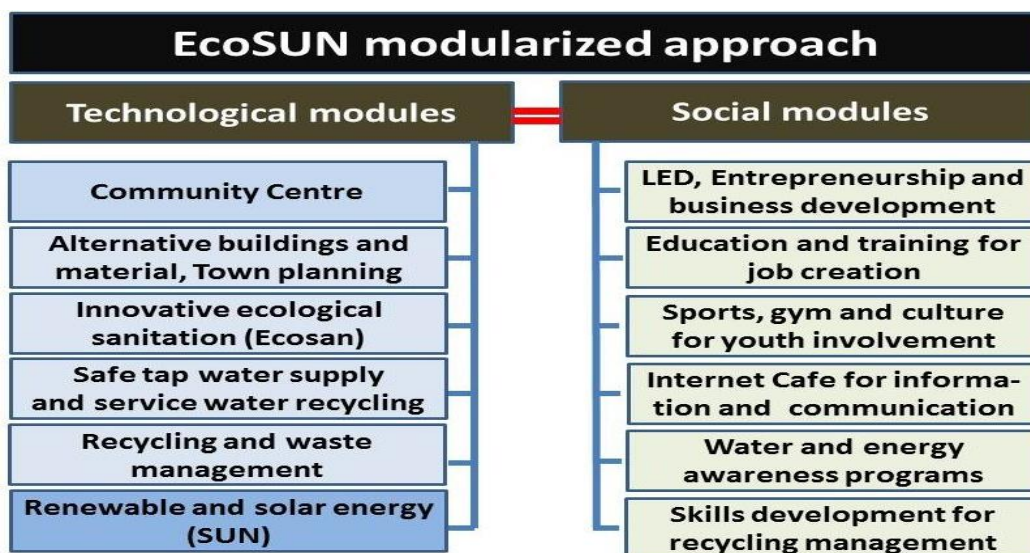 EcoSUN modularized approach
Technological modules
Community Centre
Alternative buildings and
material, Town planning
Innovative ecological
sanitation (Ecosan)
Safe tap water supply
and service water recycling
Recycling and waste
management
Renewable and solar energy
(SUN)
Social modules
LED, Entrepreneurship and
business development
Education and training for
job creation
Sports, gym and culture
for youth involvement
Internet Cafe for informa-
tion and communication
Water and energy
awareness programs
Skills development for
recycling management